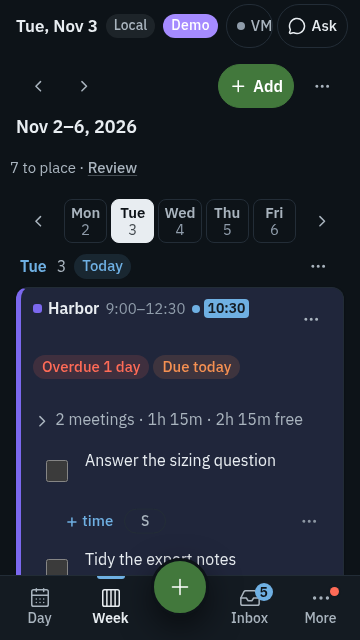 Tue, Nov 3 Local Demo VM Ask
Add
Nov 2–6, 2026
7 to place · Review
Mon Tue Wed Thu Fri
2 3 4 5 6
Tue 3 Today
Harbor 9:00–12:30 10:30
Overdue 1 day Due today
2 meetings · 1h 15m · 2h 15m free
Answer the sizing question
+ time S
Tidy the export notes
5
Day Week Inbox More